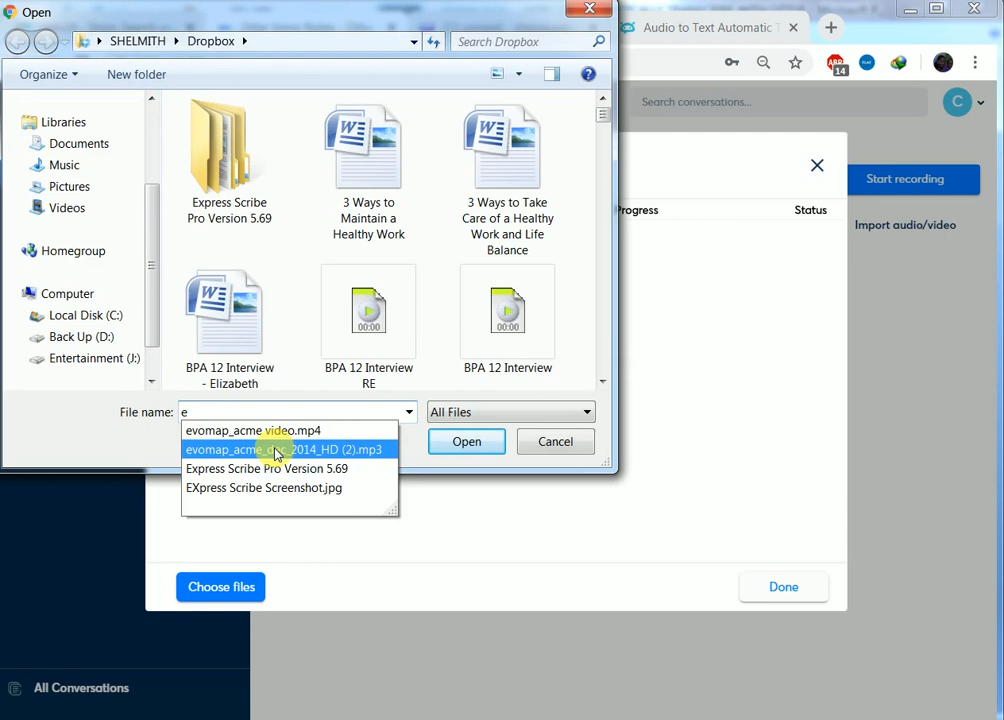 Open
SHELMITH
Dropbox
Search Dropbox
Audio to Text Automatic T
14
Organize
New folder
Search conversations...
C
Libraries
Documents
Music
Pictures
Videos
Homegroup
Computer
Local Disk (C:)
Back Up (D:)
Entertainment (J:)
Express Scribe
Pro Version 5.69
3 Ways to
Maintain a
Healthy Work
3 Ways to Take
Care of a Healthy
Work and Life
Balance
00:00
00:00
BPA 12 Interview
- Elizabeth
BPA 12 Interview
RE
BPA 12 Interview
Start recording
Progress
Status
Import audio/video
File name:
e
All Files
evomap_acme video.mp4
evomap_acme_doc_2014_HD (2).mp3
Express Scribe Pro Version 5.69
EXpress Scribe Screenshot.jpg
Open
Cancel
Choose files
Done
All Conversations